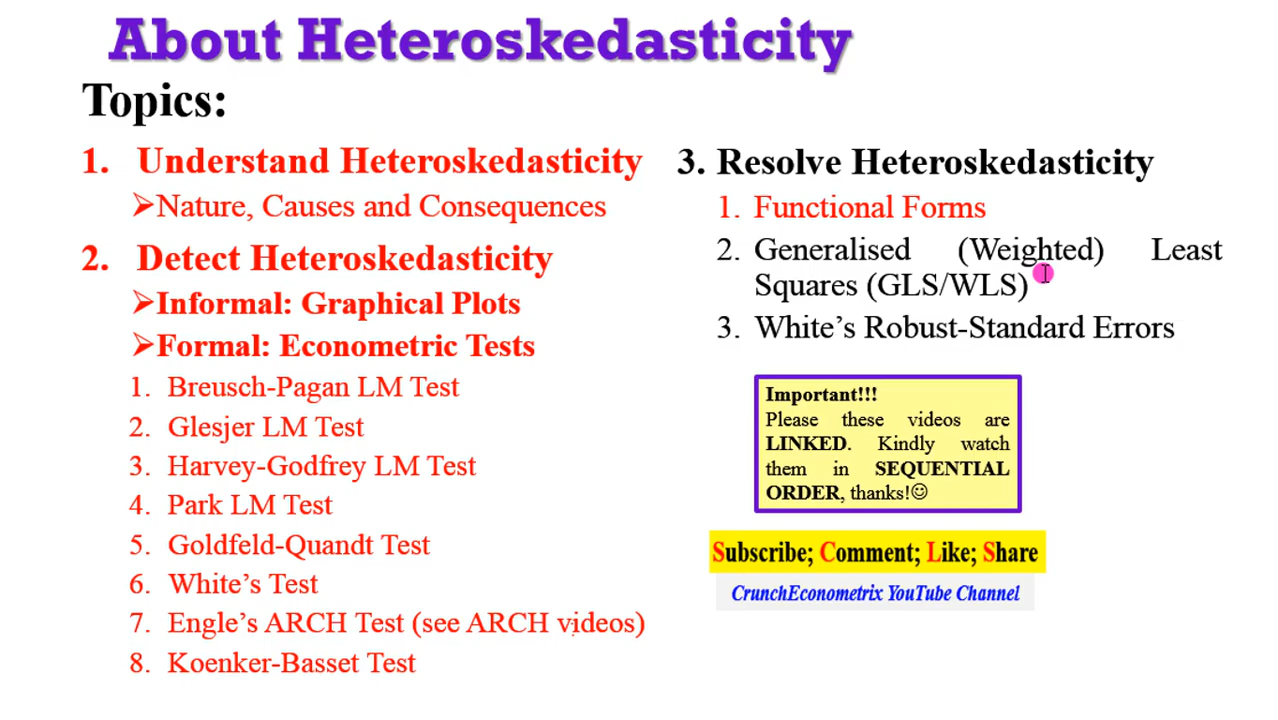 About Heteroskedasticity
Topics:
1. Understand Heteroskedasticity
➢Nature, Causes and Consequences
2. Detect Heteroskedasticity
➢Informal: Graphical Plots
➢Formal: Econometric Tests
1. Breusch-Pagan LM Test
2. Glesjer LM Test
3. Harvey-Godfrey LM Test
4. Park LM Test
5. Goldfeld-Quandt Test
6. White’s Test
7. Engle’s ARCH Test (see ARCH videos)
8. Koenker-Basset Test
3. Resolve Heteroskedasticity
1. Functional Forms
2. Generalised (Weighted) Least
Squares (GLS/WLS)
3. White’s Robust-Standard Errors
Important!!!
Please these videos are
LINKED. Kindly watch
them in SEQUENTIAL
ORDER, thanks!☺
Subscribe; Comment; Like; Share
CrunchEconometrix YouTube Channel